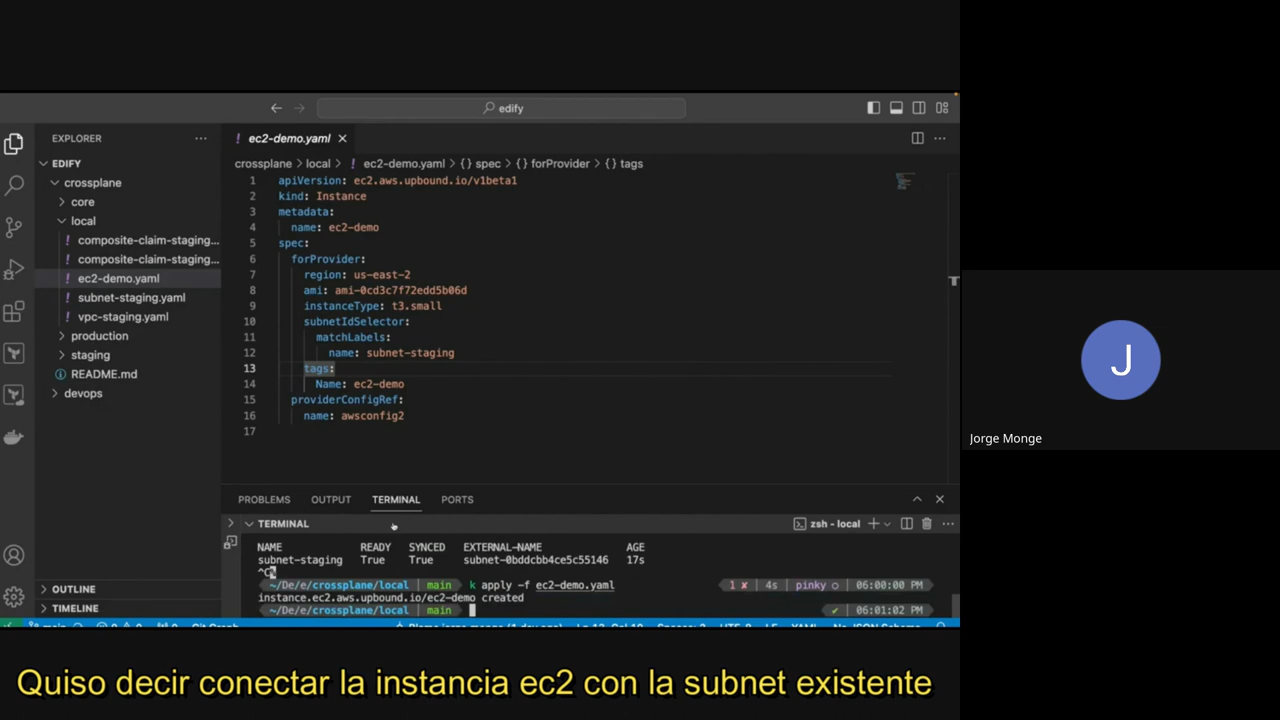 edify
EXPLORER
EDIFY
crossplane
core
local
composite-claim-staging...
composite-claim-staging...
ec2-demo.yaml
subnet-staging.yaml
vpc-staging.yaml
production
staging
README.md
devops
OUTLINE
TIMELINE
ec2-demo.yaml
crossplane > local > ! ec2-demo.yaml > {} spec > {} forProvider > {} tags
1 apiVersion: ec2.aws.upbound.io/v1beta1
2 kind: Instance
3 metadata:
4 name: ec2-demo
5 spec:
6 forProvider:
7 region: us-east-2
8 ami: ami-0cd3c7f72edd5b06d
9 instanceType: t3.small
10 subnetIdSelector:
11 matchLabels:
12 name: subnet-staging
13 tags:
14 Name: ec2-demo
15 providerConfigRef:
16 name: awsconfig2
17
PROBLEMS OUTPUT TERMINAL PORTS
TERMINAL zsh - local
NAME READY SYNCED EXTERNAL-NAME AGE
subnet-staging True True subnet-0bddcbb4ce5c55146 17s
^C
~/De/e/crossplane/local | main k apply -f ec2-demo.yaml 1 ✘ | 4s | pinky ○ | 06:00:00 PM
instance.ec2.aws.upbound.io/ec2-demo created
~/De/e/crossplane/local | main ✔ | 06:01:02 PM
J
Jorge Monge
Quiso decir conectar la instancia ec2 con la subnet existente